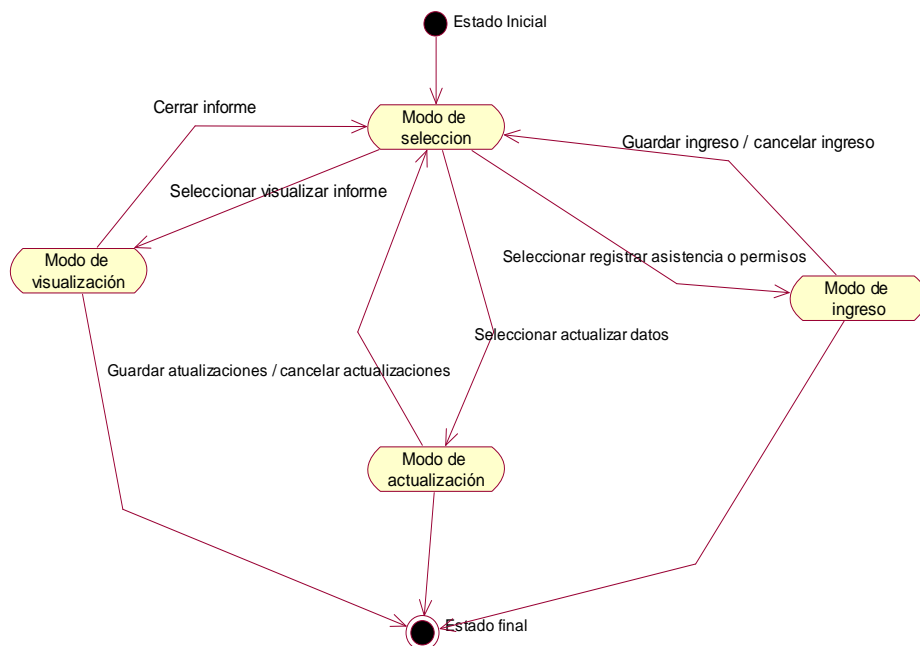 Estado Inicial
Cerrar informe
Modo de
seleccion
Guardar ingreso / cancelar ingreso
Seleccionar visualizar informe
Seleccionar registrar asistencia o permisos
Modo de
visualización
Modo de
ingreso
Seleccionar actualizar datos
Guardar atualizaciones / cancelar actualizaciones
Modo de
actualización
Estado final